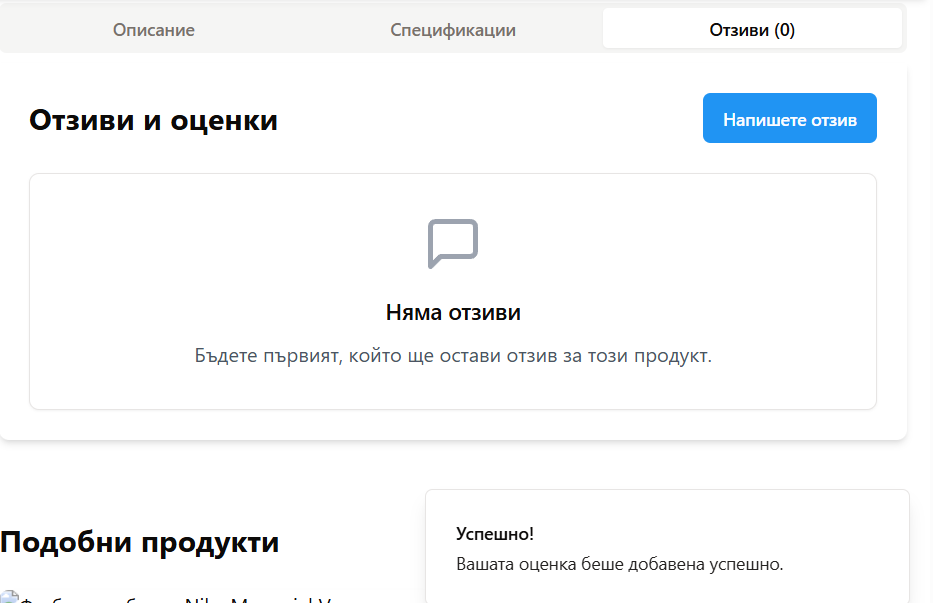 Описание
Спецификации
Отзиви (0)
Отзиви и оценки
Напишете отзив
Няма отзиви
Бъдете първият, който ще остави отзив за този продукт.
Подобни продукти
Успешно!
Вашата оценка беше добавена успешно.